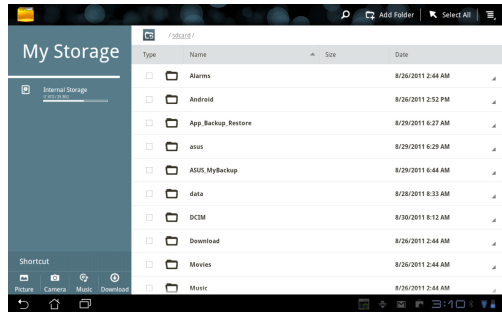 Add Folder
Select All
My Storage
/ sdcard /
Type Name Size Date
Internal Storage
Alarms 8/26/2011 2:44 AM
Android 8/26/2011 2:52 PM
App_Backup_Restore 8/29/2011 6:27 AM
asus 8/29/2011 6:29 AM
ASUS_MyBackup 8/29/2011 6:44 AM
data 8/28/2011 8:33 AM
DCIM 8/30/2011 8:12 AM
Download 8/26/2011 2:44 AM
Movies 8/26/2011 2:44 AM
Music 8/26/2011 2:44 AM
Shortcut
Picture Camera Music Download
3:10